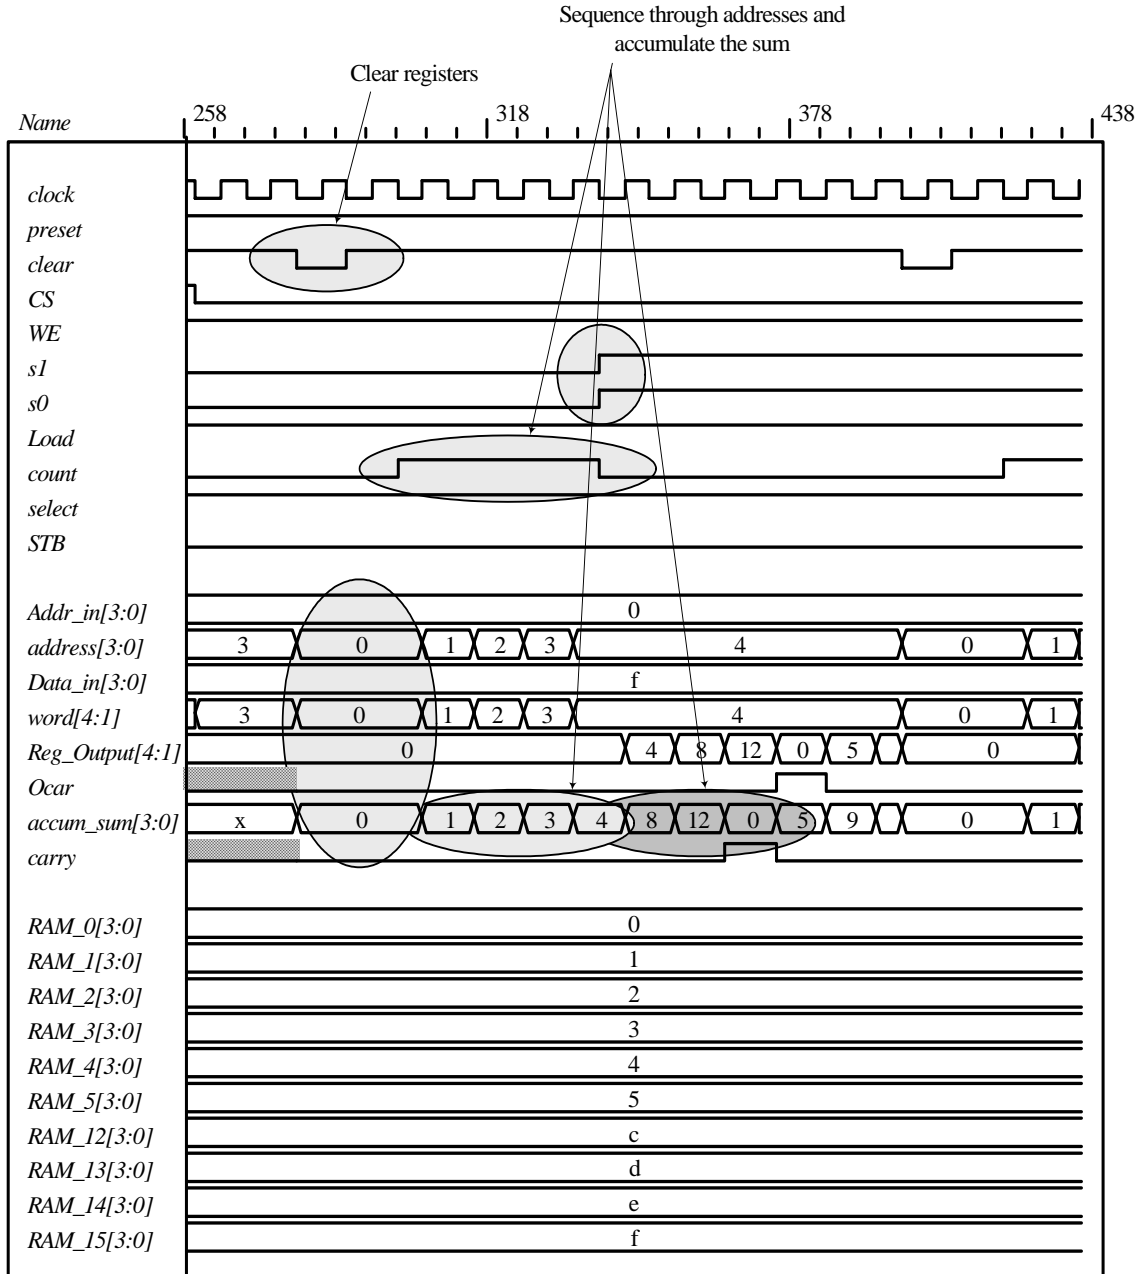 Sequence through addresses and
accumulate the sum
Clear registers
Name 258 318 378 438
clock
preset
clear
CS
WE
s1
s0
Load
count
select
STB
Addr_in[3:0] 0
address[3:0] 3 0 1 2 3 4 0 1
Data_in[3:0] f
word[4:1] 3 0 1 2 3 4 0 1
Reg_Output[4:1] 0 4 8 12 0 5 0
Ocar
accum_sum[3:0] x 0 1 2 3 4 8 12 0 5 9 0 1
carry
RAM_0[3:0] 0
RAM_1[3:0] 1
RAM_2[3:0] 2
RAM_3[3:0] 3
RAM_4[3:0] 4
RAM_5[3:0] 5
RAM_12[3:0] c
RAM_13[3:0] d
RAM_14[3:0] e
RAM_15[3:0] f